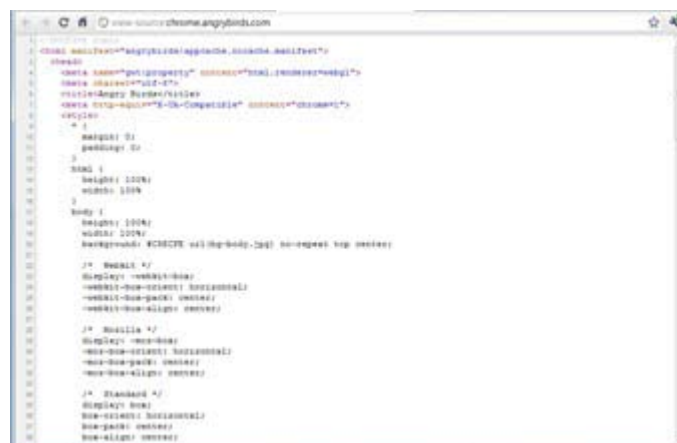 view-source:chrome.angrybirds.com
<!doctype html>
<html manifest="angrybirds/appcache.nocache.manifest">
<head>
<meta name="gwt:property" content="html.renderer=webgl">
<meta charset="utf-8">
<title>Angry Birds</title>
<meta http-equiv="X-UA-Compatible" content="chrome=1">
<style>
* {
margin: 0;
padding: 0;
}
html {
height: 100%;
width: 100%
}
body {
height: 100%;
width: 100%;
background: url(bg-body.jpg) no-repeat top center;
/* Webkit */
display: -webkit-box;
-webkit-box-orient: horizontal;
-webkit-box-pack: center;
-webkit-box-align: center;
/* Mozilla */
display: -moz-box;
-moz-box-orient: horizontal;
-moz-box-pack: center;
-moz-box-align: center;
/* Standard */
display: box;
box-orient: horizontal;
box-pack: center;
box-align: center;